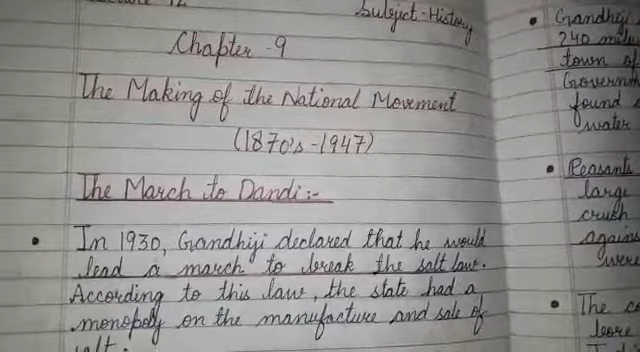 Subject-History
Chapter-9
The Making of the National Movement
(1870's-1947)
The March to Dandi:-
• In 1930, Gandhiji declared that he would
lead a march to break the salt law.
According to this law, the state had a
monopoly on the manufacture and sale of
salt.
• Gandhiji
240 miles
town of
found
water
• Peasants
large
crush
were
• The